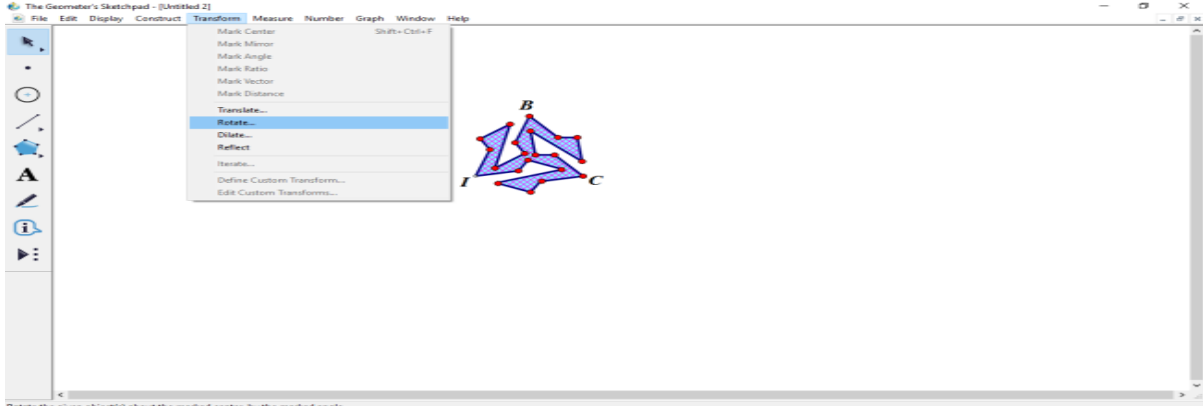 The Geometer's Sketchpad - [Untitled 2]
File Edit Display Construct Transform Measure Number Graph Window Help
Mark Center Shift+Ctrl+F
Mark Mirror
Mark Angle
Mark Ratio
Mark Vector
Mark Distance
Translate...
Rotate...
Dilate...
Reflect
Iterate...
Define Custom Transform...
Edit Custom Transforms...
B
I
C
A